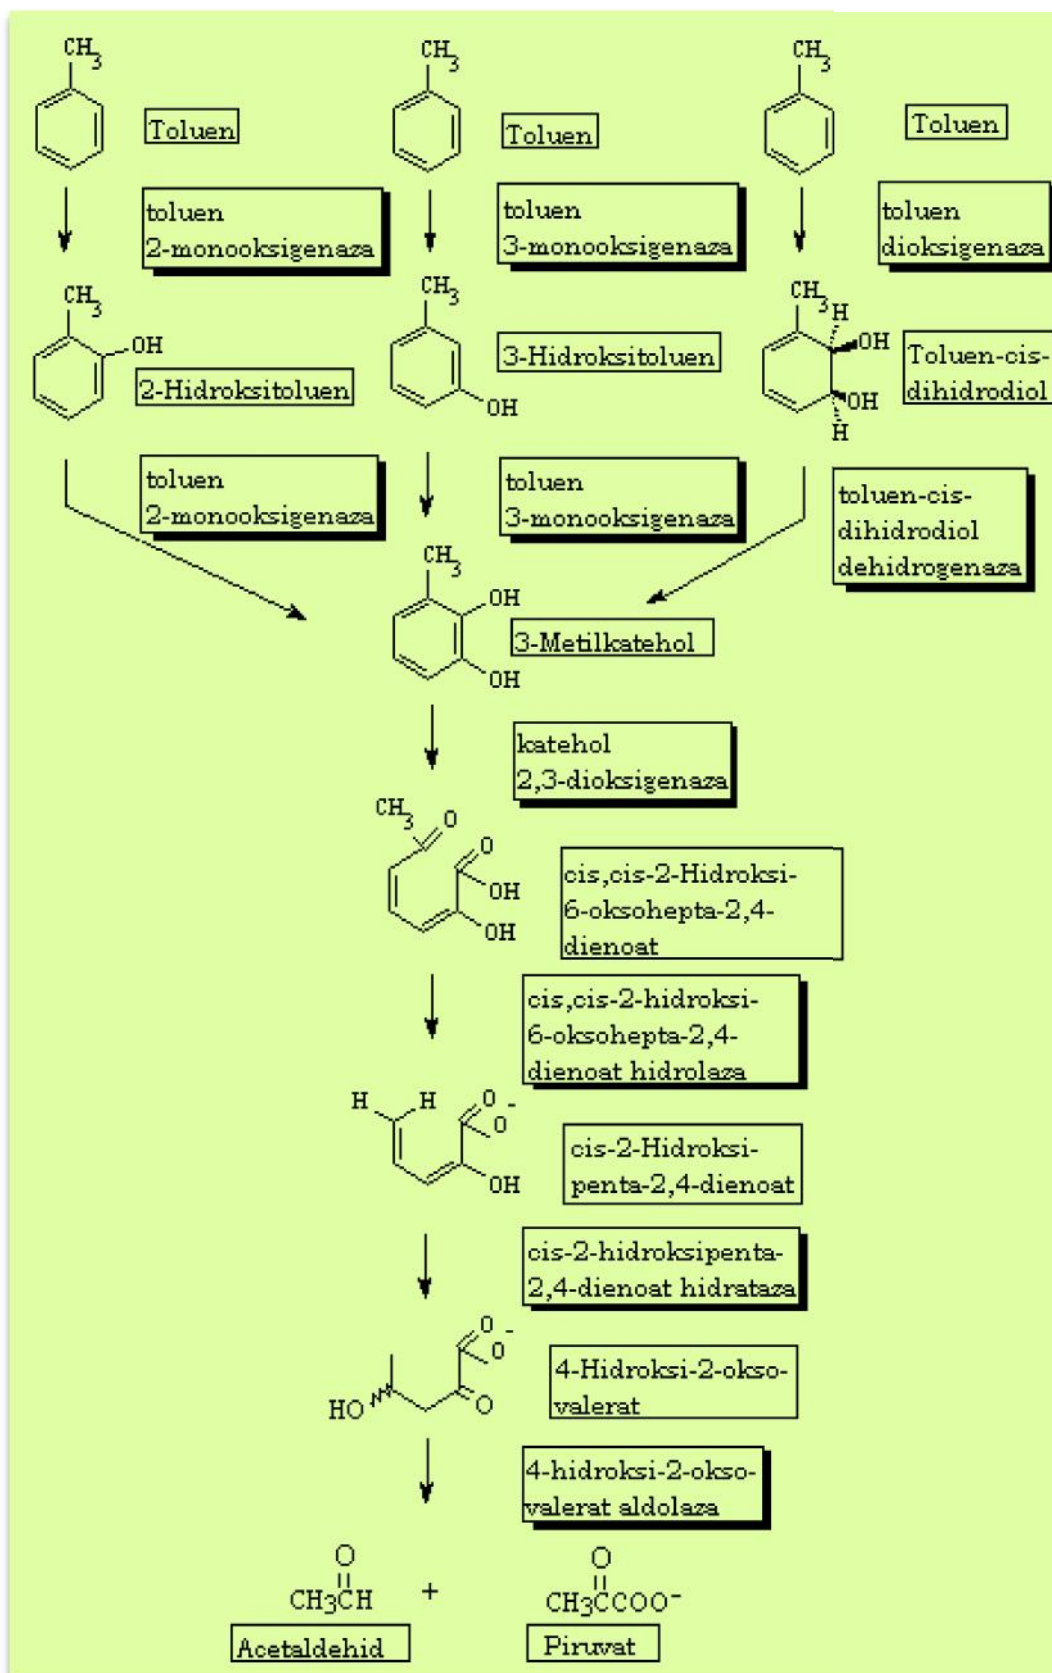 CH3
CH3
CH3
Toluen
Toluen
Toluen
toluen
2-monooksigenaza
toluen
3-monooksigenaza
toluen
dioksigenaza
CH3
OH
2-Hidroksitoluen
CH3
OH
3-Hidroksitoluen
CH3
H
OH
OH
H
Toluen-cis-
dihidrodiol
toluen
2-monooksigenaza
toluen
3-monooksigenaza
toluen-cis-
dihidrodiol
dehidrogenaza
CH3
OH
OH
3-Metilkatehol
katehol
2,3-dioksigenaza
CH3
O
O
OH
OH
cis,cis-2-Hidroksi-
6-oksohepta-2,4-
dienoat
cis,cis-2-hidroksi-
6-oksohepta-2,4-
dienoat hidrolaza
H
H
O
O-
OH
cis-2-Hidroksi-
penta-2,4-dienoat
cis-2-hidroksipenta-
2,4-dienoat hidrataza
O
O-
HO
O
4-Hidroksi-2-okso-
valerat
4-hidroksi-2-okso-
valerat aldolaza
O
CH3CH
+
O
CH3CCOO-
Acetaldehid
Piruvat